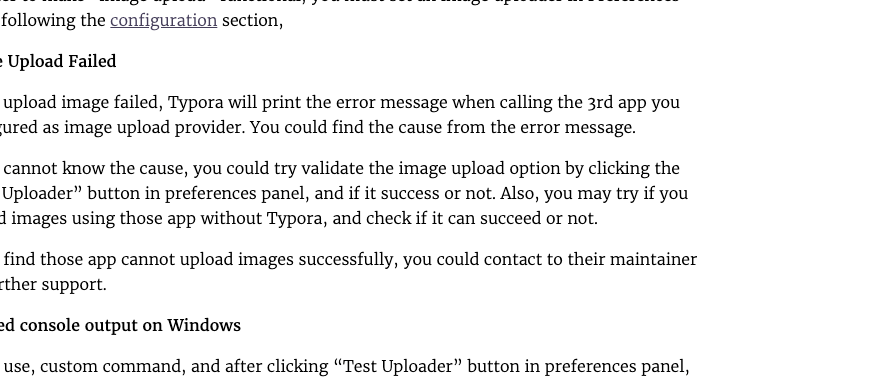 following the configuration section,
Upload Failed
upload image failed, Typora will print the error message when calling the 3rd app you
ured as image upload provider. You could find the cause from the error message.
cannot know the cause, you could try validate the image upload option by clicking the
Uploader” button in preferences panel, and if it success or not. Also, you may try if you
d images using those app without Typora, and check if it can succeed or not.
find those app cannot upload images successfully, you could contact to their maintainer
rther support.
ed console output on Windows
use, custom command, and after clicking “Test Uploader” button in preferences panel,